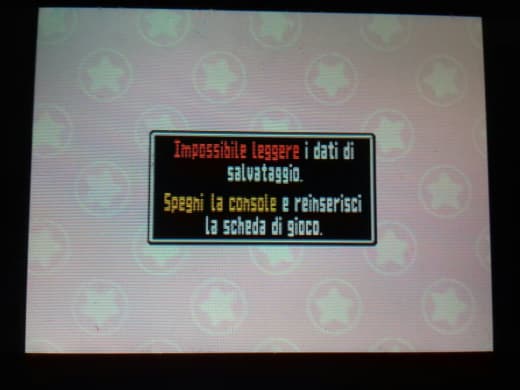 Impossibile leggere i dati di
salvataggio.
Spegni la console e reinserisci
la scheda di gioco.